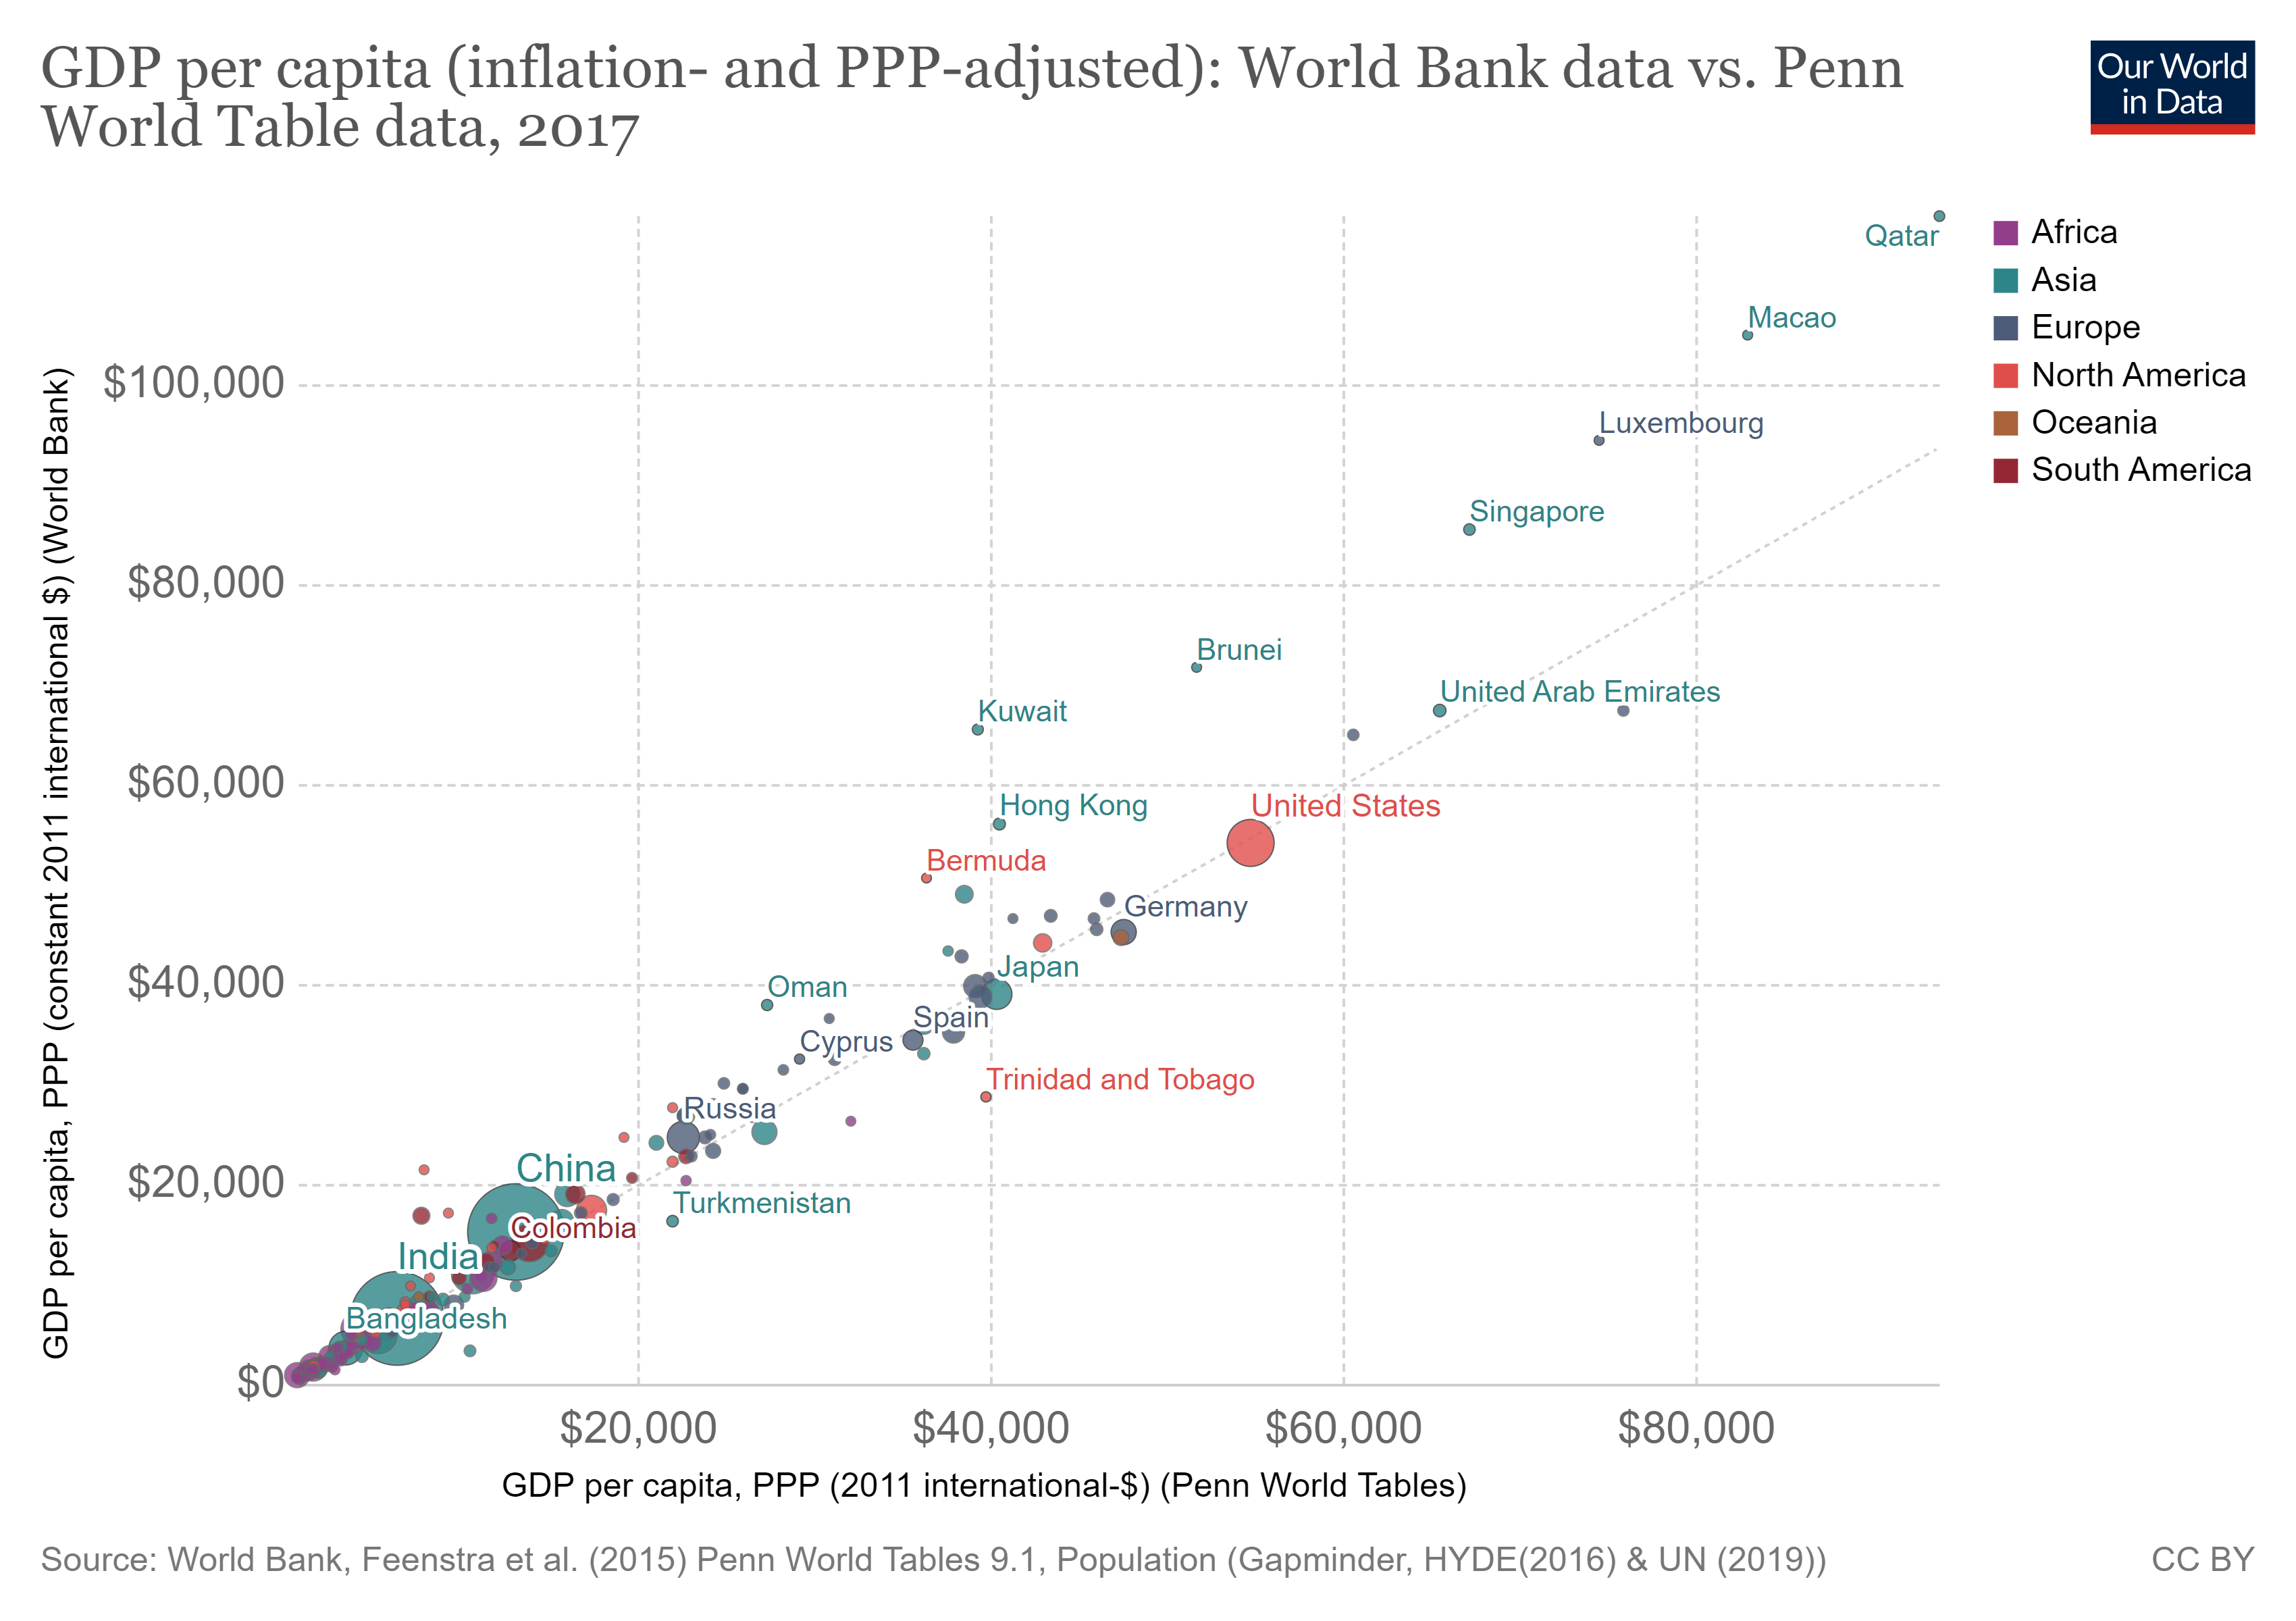 GDP per capita (inflation- and PPP-adjusted): World Bank data vs. Penn
World Table data, 2017
Our World
in Data
Africa
Asia
Europe
North America
Oceania
South America
GDP per capita, PPP (constant 2011 international $) (World Bank)
$100,000
$80,000
$60,000
$40,000
$20,000
$0
Qatar
Macao
Luxembourg
Singapore
Brunei
United Arab Emirates
Kuwait
Hong Kong
United States
Bermuda
Germany
Japan
Oman
Spain
Cyprus
Trinidad and Tobago
Russia
China
Turkmenistan
Colombia
India
Bangladesh
$20,000
$40,000
$60,000
$80,000
GDP per capita, PPP (2011 international-$) (Penn World Tables)
Source: World Bank, Feenstra et al. (2015) Penn World Tables 9.1, Population (Gapminder, HYDE(2016) & UN (2019))
CC BY